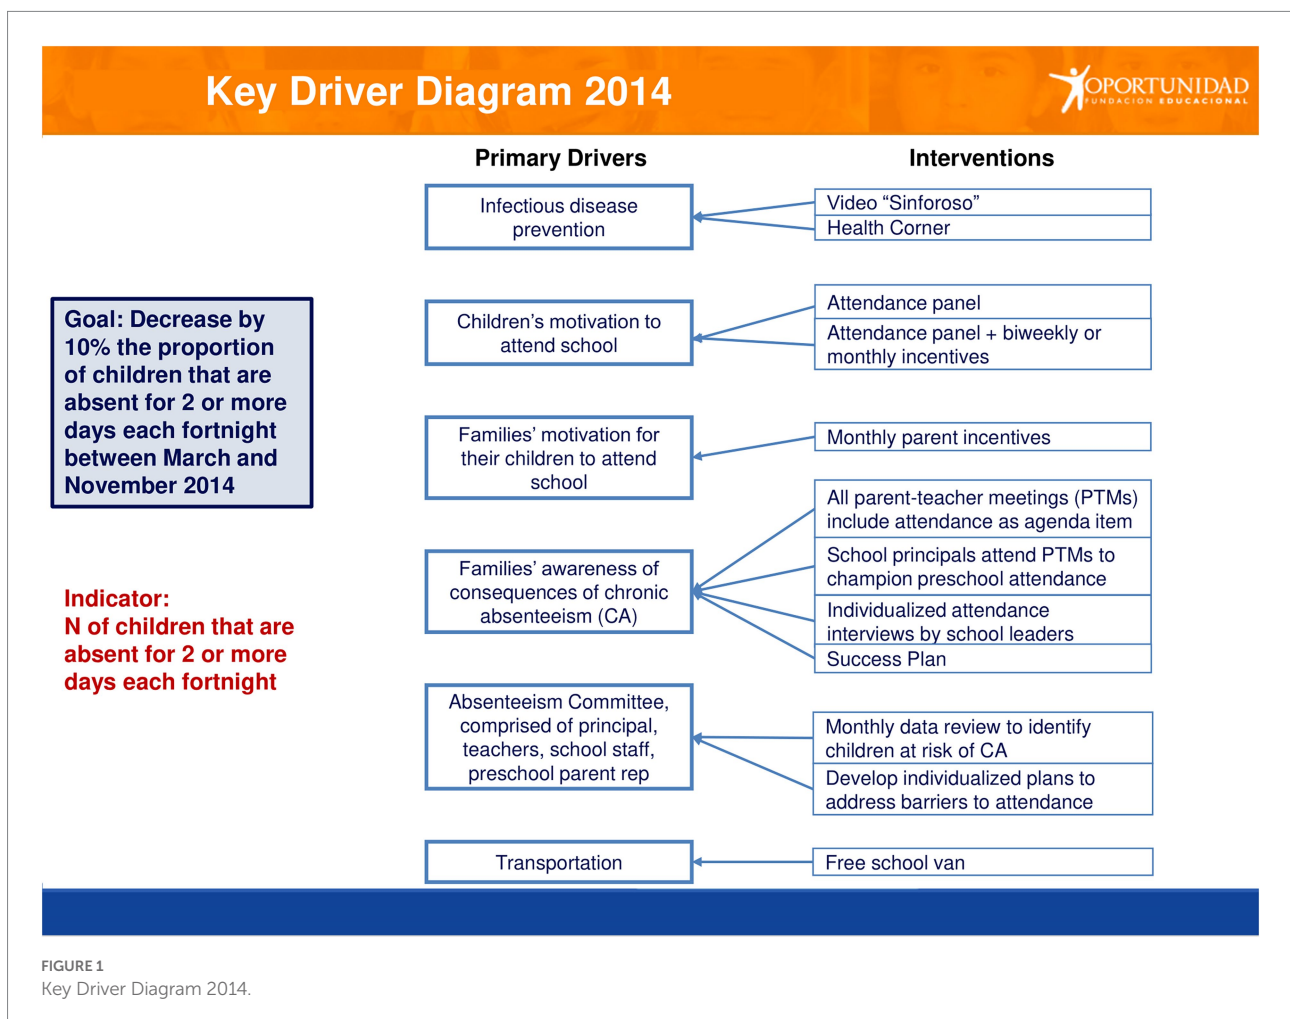 Key Driver Diagram 2014
OPORTUNIDAD
FUNDACION EDUCACIONAL
Primary Drivers
Interventions
Goal: Decrease by
10% the proportion
of children that are
absent for 2 or more
days each fortnight
between March and
November 2014
Indicator:
N of children that are
absent for 2 or more
days each fortnight
Infectious disease
prevention
Video “Sinforoso”
Health Corner
Children’s motivation to
attend school
Attendance panel
Attendance panel + biweekly or
monthly incentives
Families’ motivation for
their children to attend
school
Monthly parent incentives
Families’ awareness of
consequences of chronic
absenteeism (CA)
All parent-teacher meetings (PTMs)
include attendance as agenda item
School principals attend PTMs to
champion preschool attendance
Individualized attendance
interviews by school leaders
Success Plan
Absenteeism Committee,
comprised of principal,
teachers, school staff,
preschool parent rep
Monthly data review to identify
children at risk of CA
Develop individualized plans to
address barriers to attendance
Transportation
Free school van
FIGURE 1
Key Driver Diagram 2014.